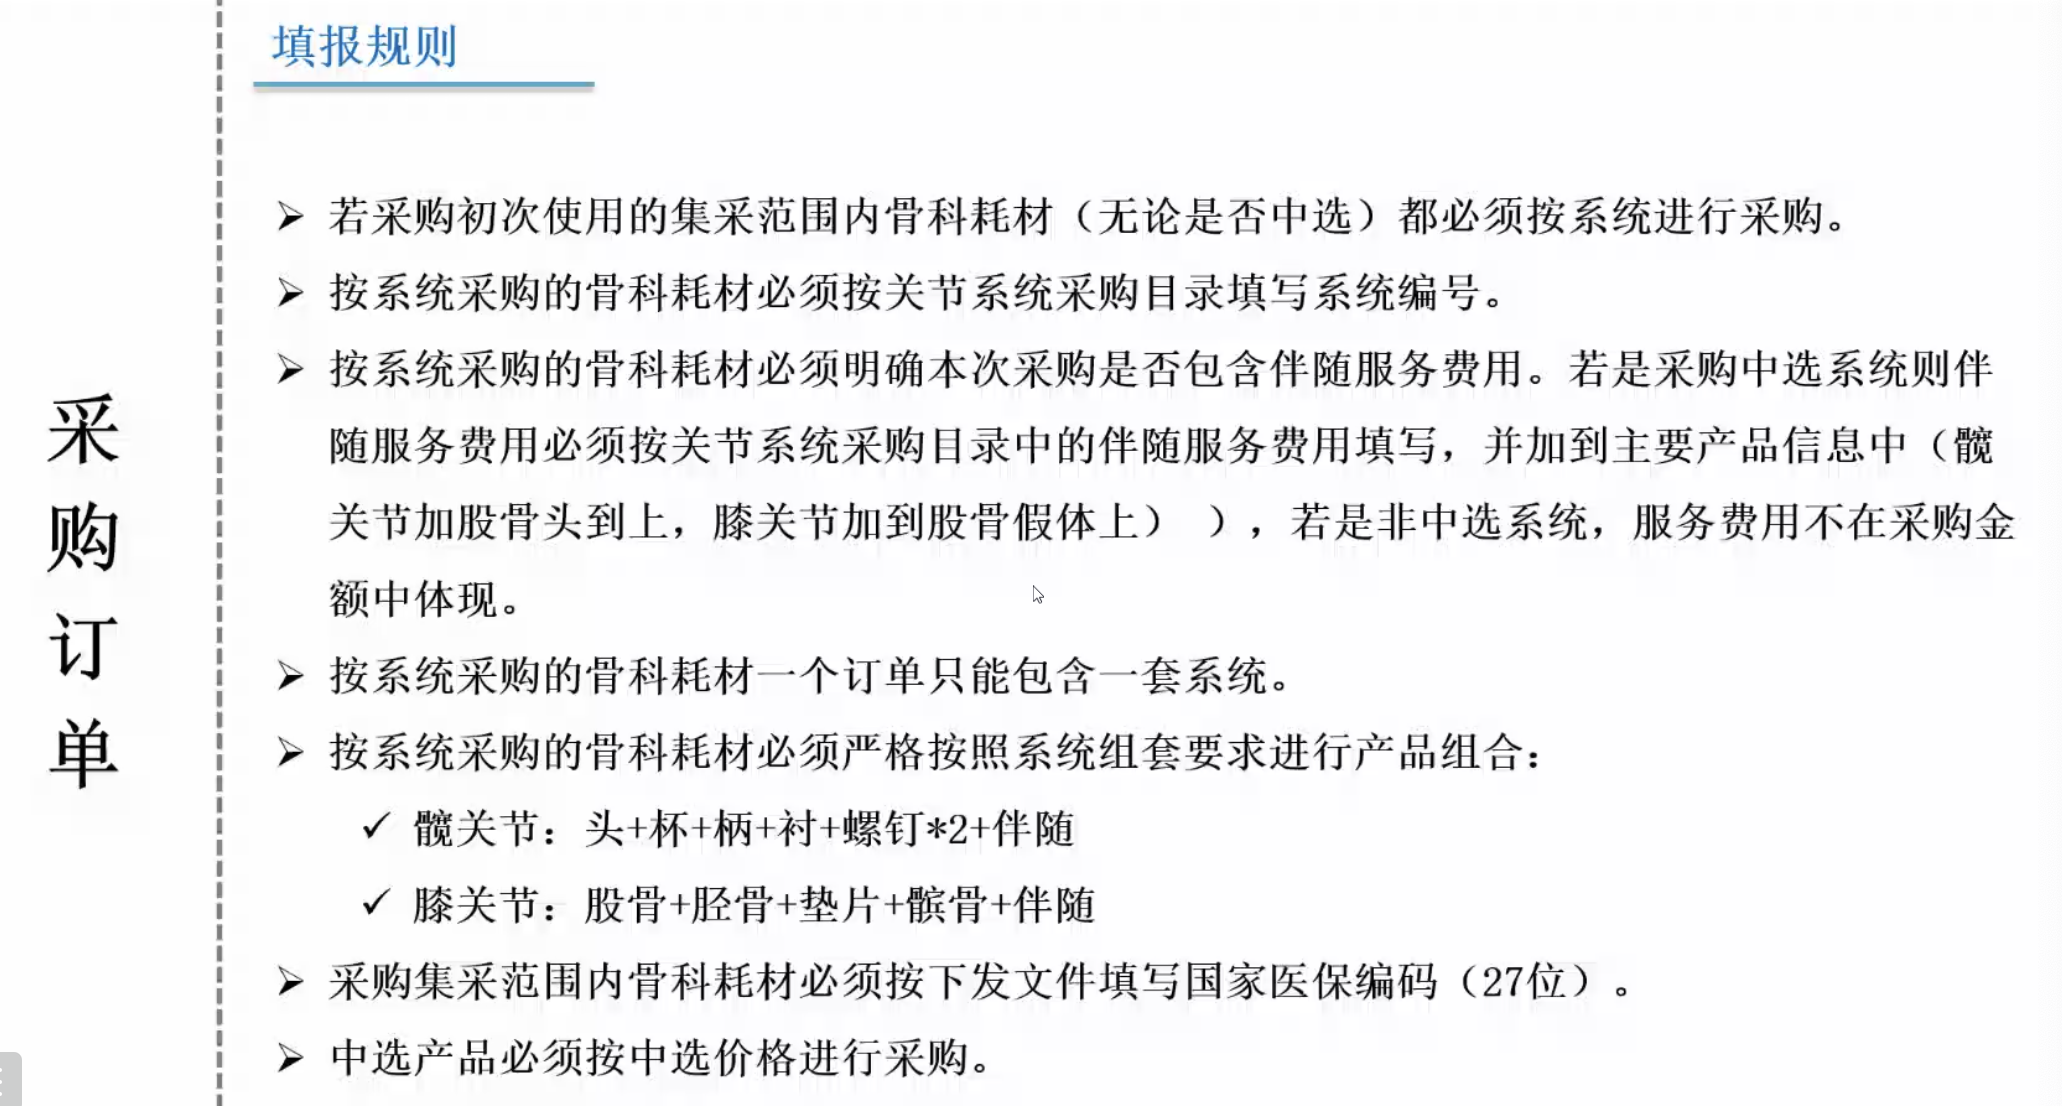 填报规则
采购订单
若采购初次使用的集采范围内骨科耗材（无论是否中选）都必须按系统进行采购。
按系统采购的骨科耗材必须按关节系统采购目录填写系统编号。
按系统采购的骨科耗材必须明确本次采购是否包含伴随服务费用。若是采购中选系统则伴
随服务费用必须按关节系统采购目录中的伴随服务费用填写，并加到主要产品信息中（髋
关节加股骨头到上，膝关节加到股骨假体上） ），若是非中选系统，服务费用不在采购金
额中体现。
按系统采购的骨科耗材一个订单只能包含一套系统。
按系统采购的骨科耗材必须严格按照系统组套要求进行产品组合：
✓ 髋关节：头+杯+柄+衬+螺钉*2+伴随
✓ 膝关节：股骨+胫骨+垫片+髌骨+伴随
采购集采范围内骨科耗材必须按下发文件填写国家医保编码（27位）。
中选产品必须按中选价格进行采购。